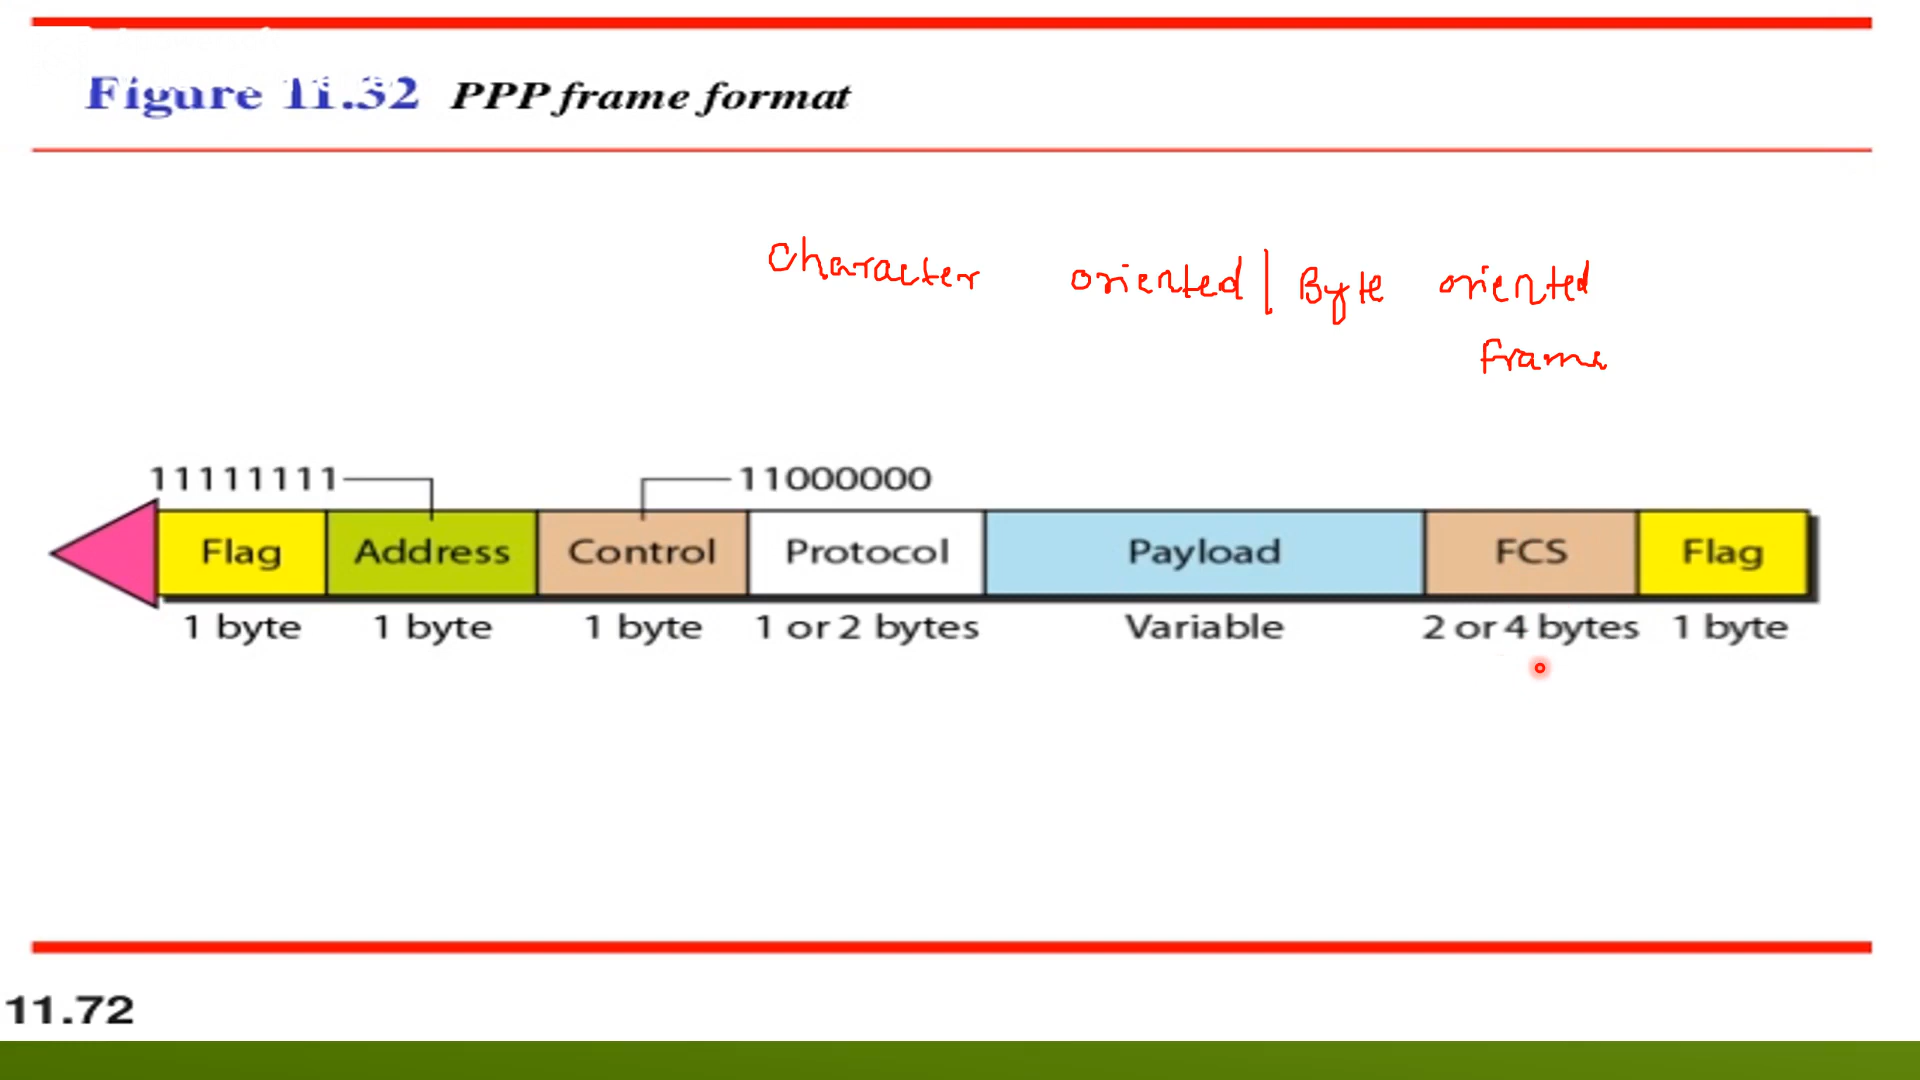 Figure 11.32 PPP frame format
Character oriented | Byte oriented
Frame
11111111 11000000
Flag Address Control Protocol Payload FCS Flag
1 byte 1 byte 1 byte 1 or 2 bytes Variable 2 or 4 bytes 1 byte
11.72